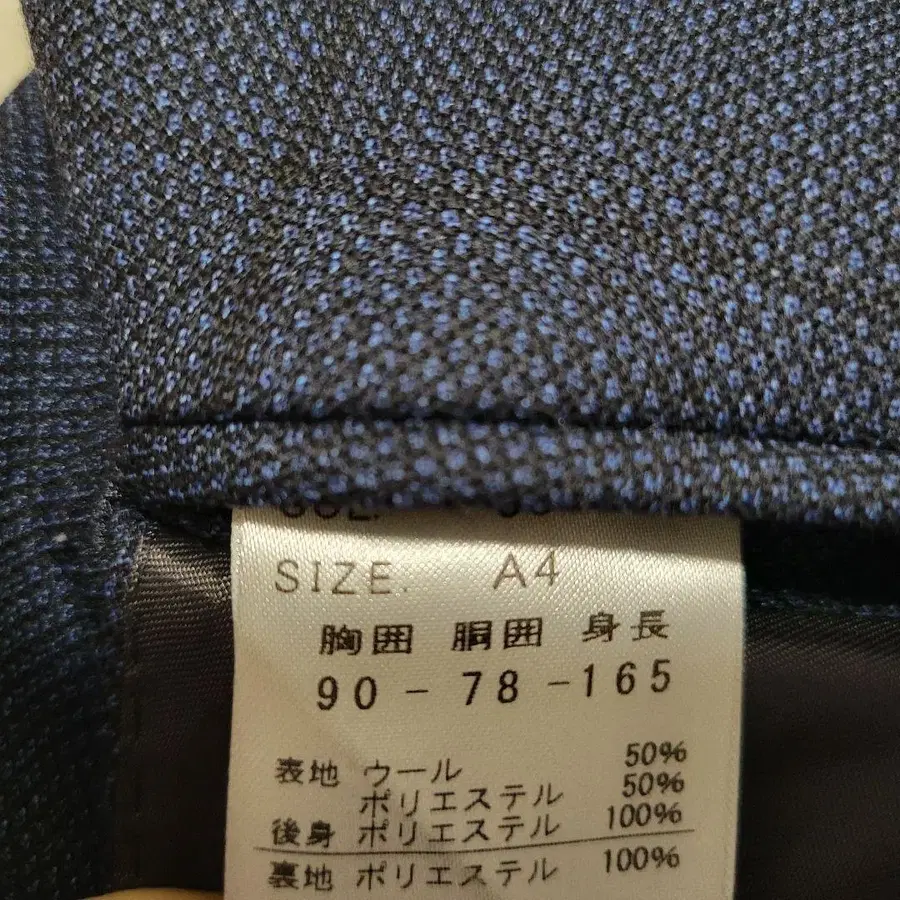 SIZE. A4
胸囲 胴囲 身長
90-78-165
表地 ウール 50%
ポリエステル 50%
後身 ポリエステル 100%
裏地 ポリエステル 100%